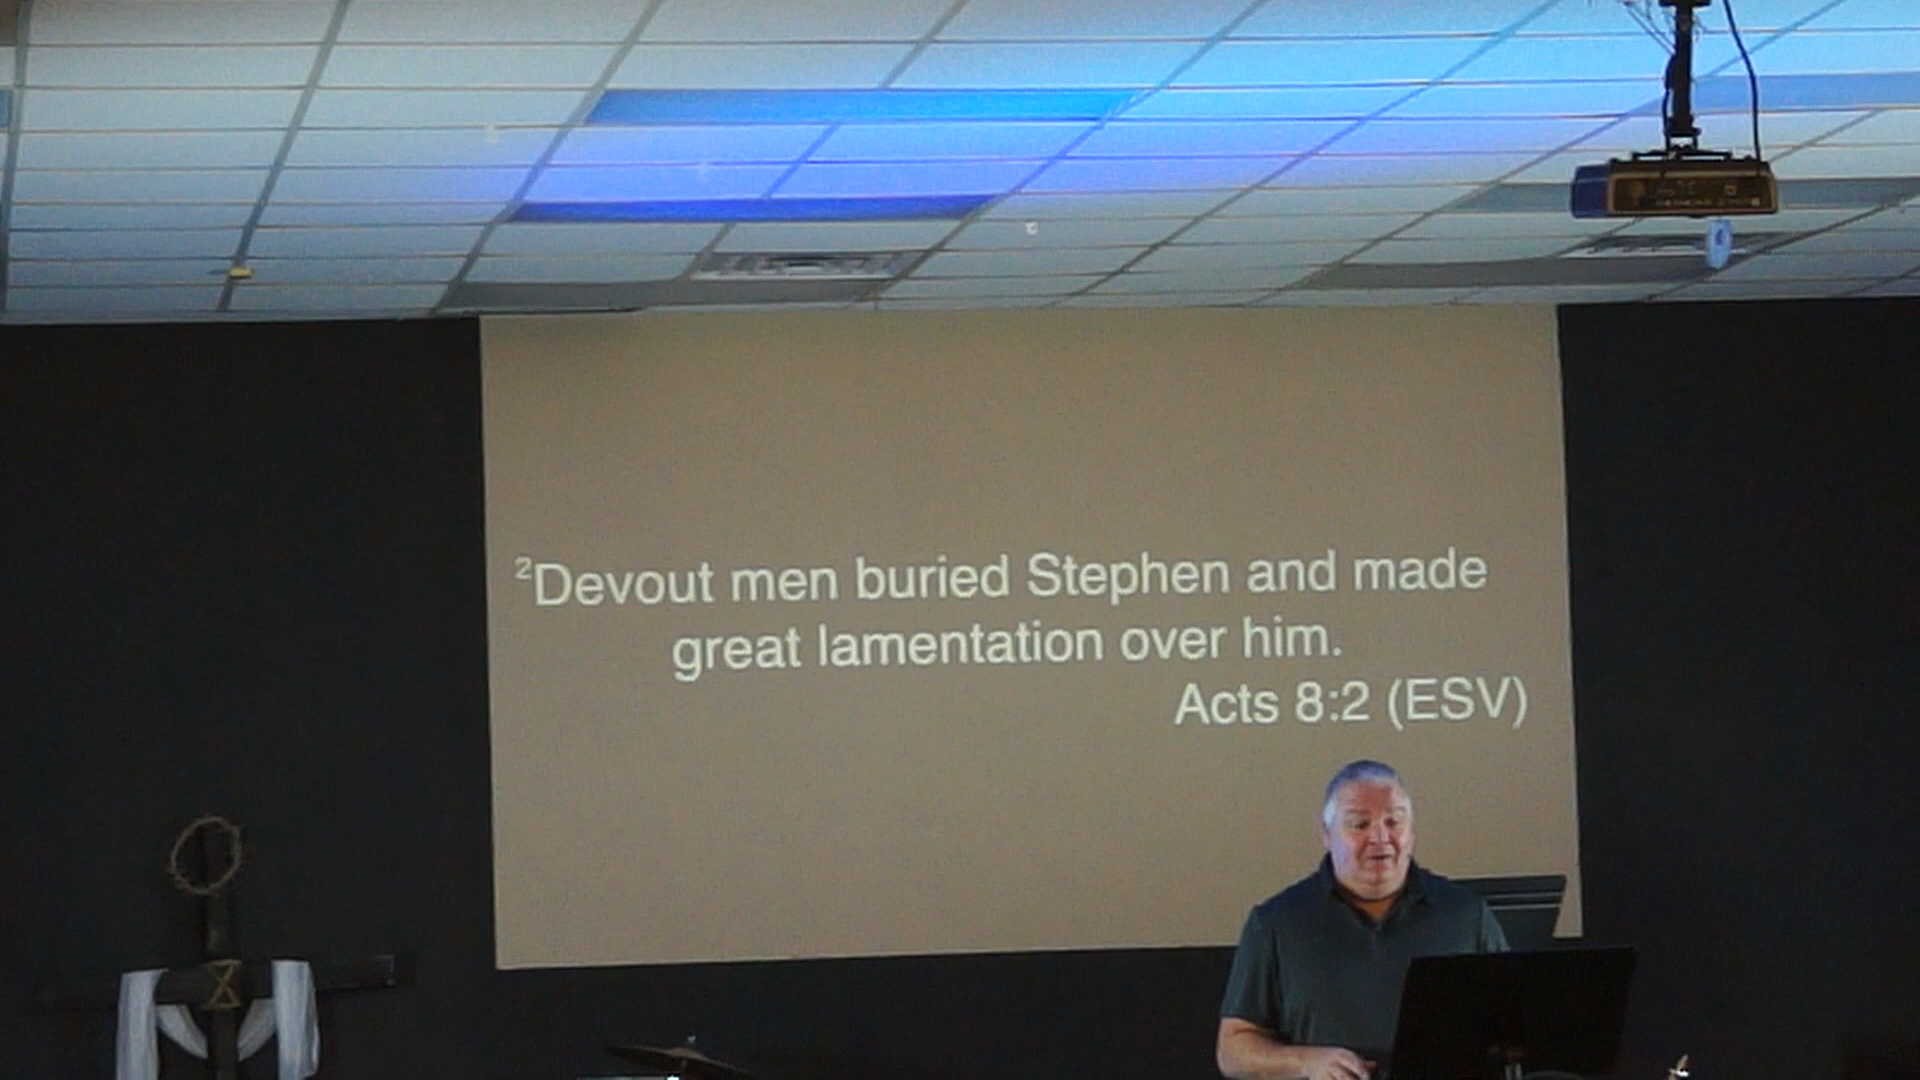 ²Devout men buried Stephen and made
great lamentation over him.
Acts 8:2 (ESV)